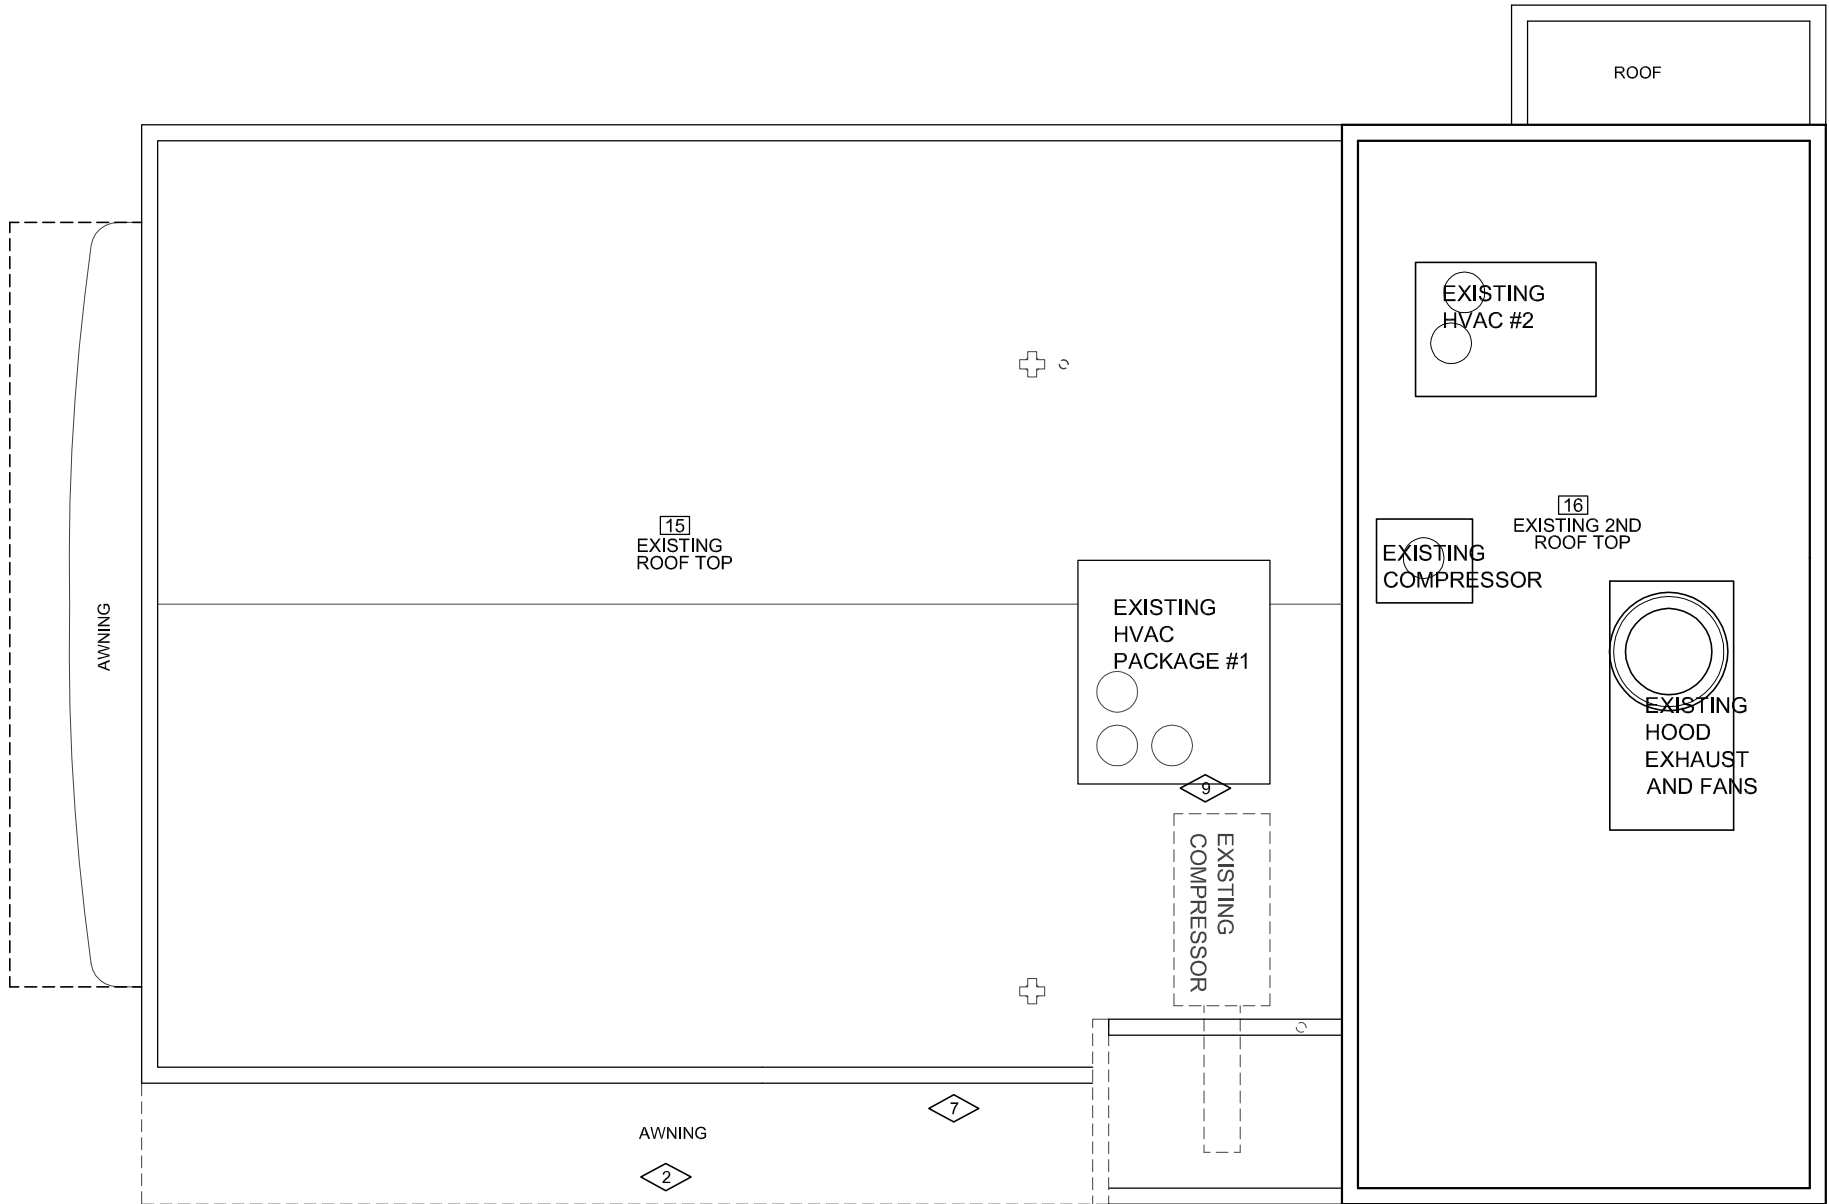 ROOF
EXISTING
HVAC #2
15
EXISTING
ROOF TOP
16
EXISTING 2ND
ROOF TOP
EXISTING
COMPRESSOR
AWNING
EXISTING
HVAC
PACKAGE #1
EXISTING
HOOD
EXHAUST
AND FANS
9
EXISTING
COMPRESSOR
7
AWNING
2